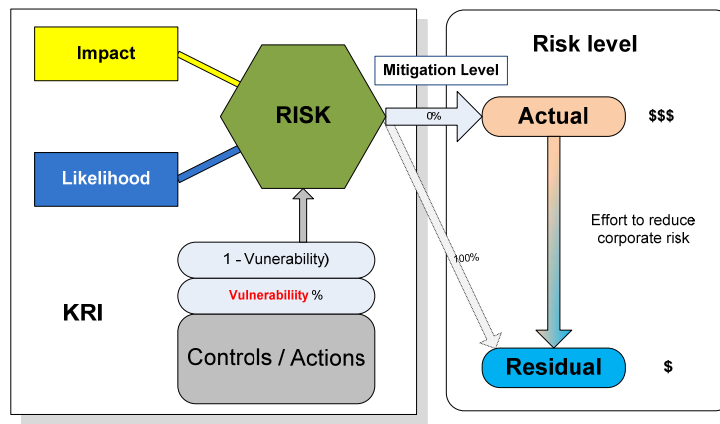 Impact
Likelihood
RISK
1 - Vunerability)
Vulnerabiliity %
Controls / Actions
KRI
Mitigation Level
0%
100%
Risk level
Actual
$$$
Effort to reduce
corporate risk
Residual
$